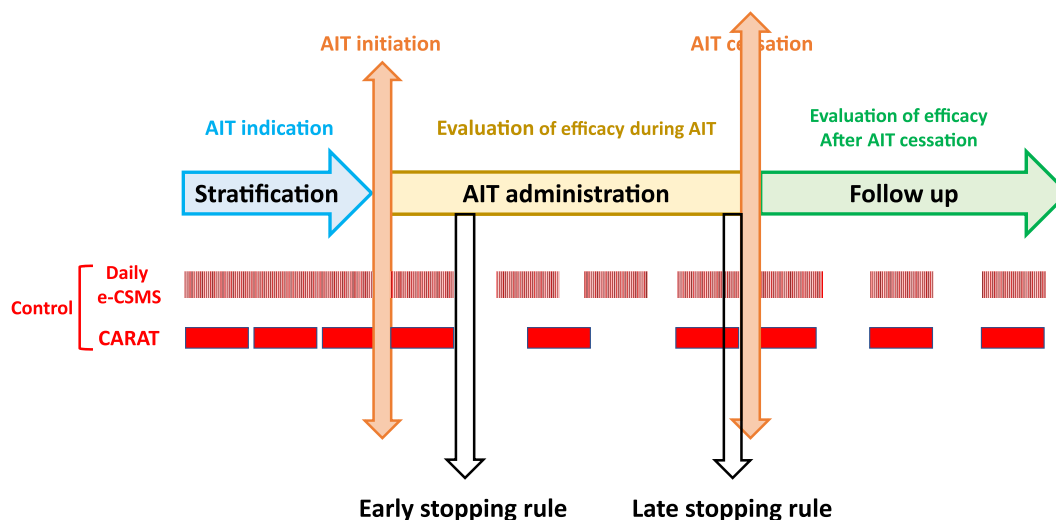 AIT initiation
AIT cessation
AIT indication
Evaluation of efficacy during AIT
Evaluation of efficacy
After AIT cessation
Stratification
AIT administration
Follow up
Control
Daily
e-CSMS
CARAT
Early stopping rule
Late stopping rule